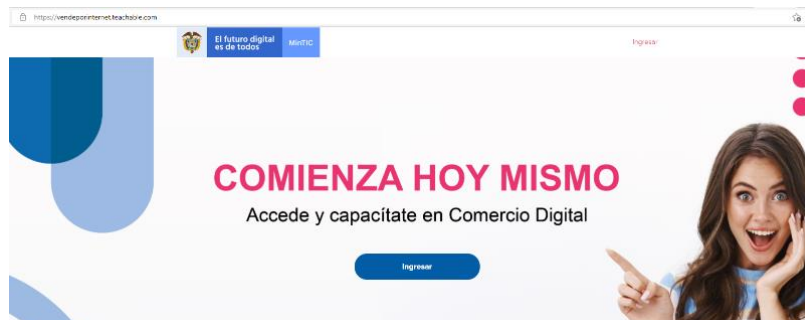 https://vendeporinternet.teachable.com
El futuro digital
es de todos
MinTIC
Ingresar
COMIENZA HOY MISMO
Accede y capacítate en Comercio Digital
Ingresar